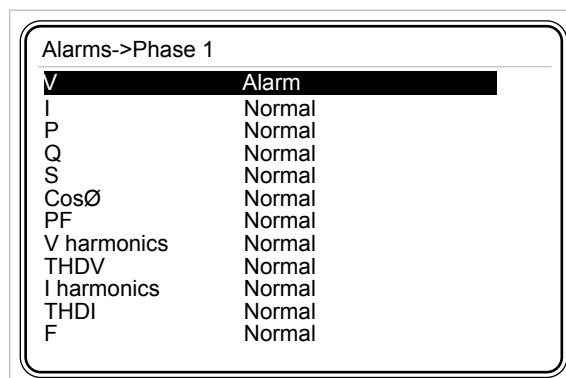 Alarms->Phase 1
V Alarm
I Normal
P Normal
Q Normal
S Normal
CosØ Normal
PF Normal
V harmonics Normal
THDV Normal
I harmonics Normal
THDI Normal
F Normal